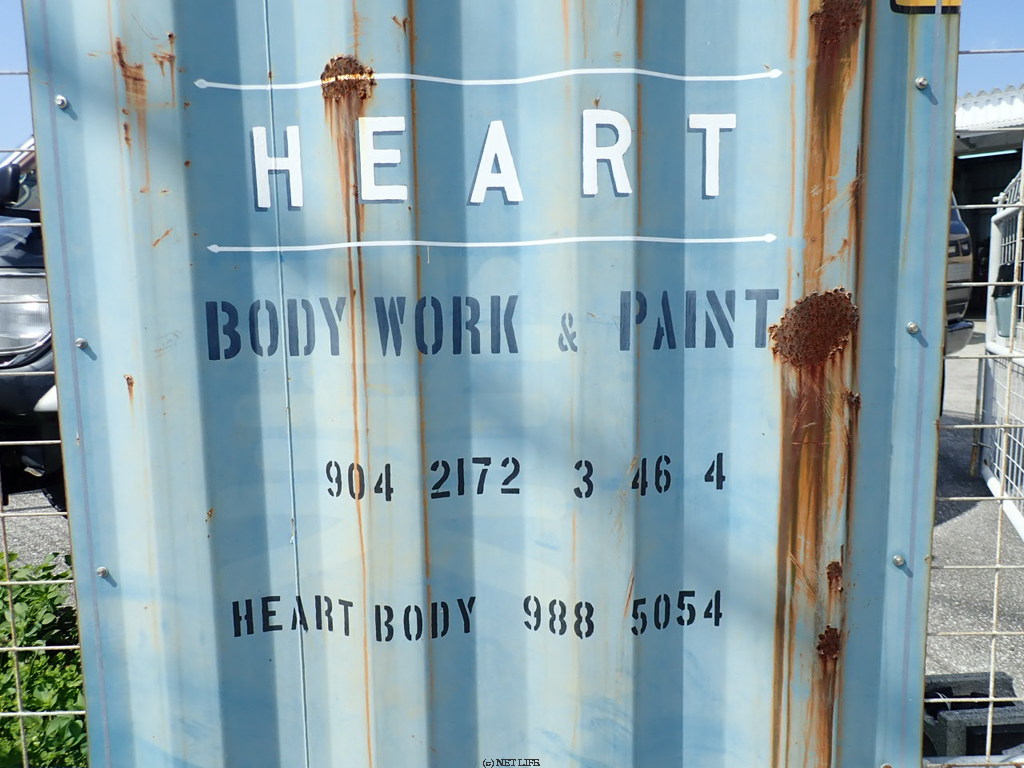 HEART
BODY WORK & PAINT
904 2172 3 46 4
HEART BODY 988 5054
(c) NET LIFE